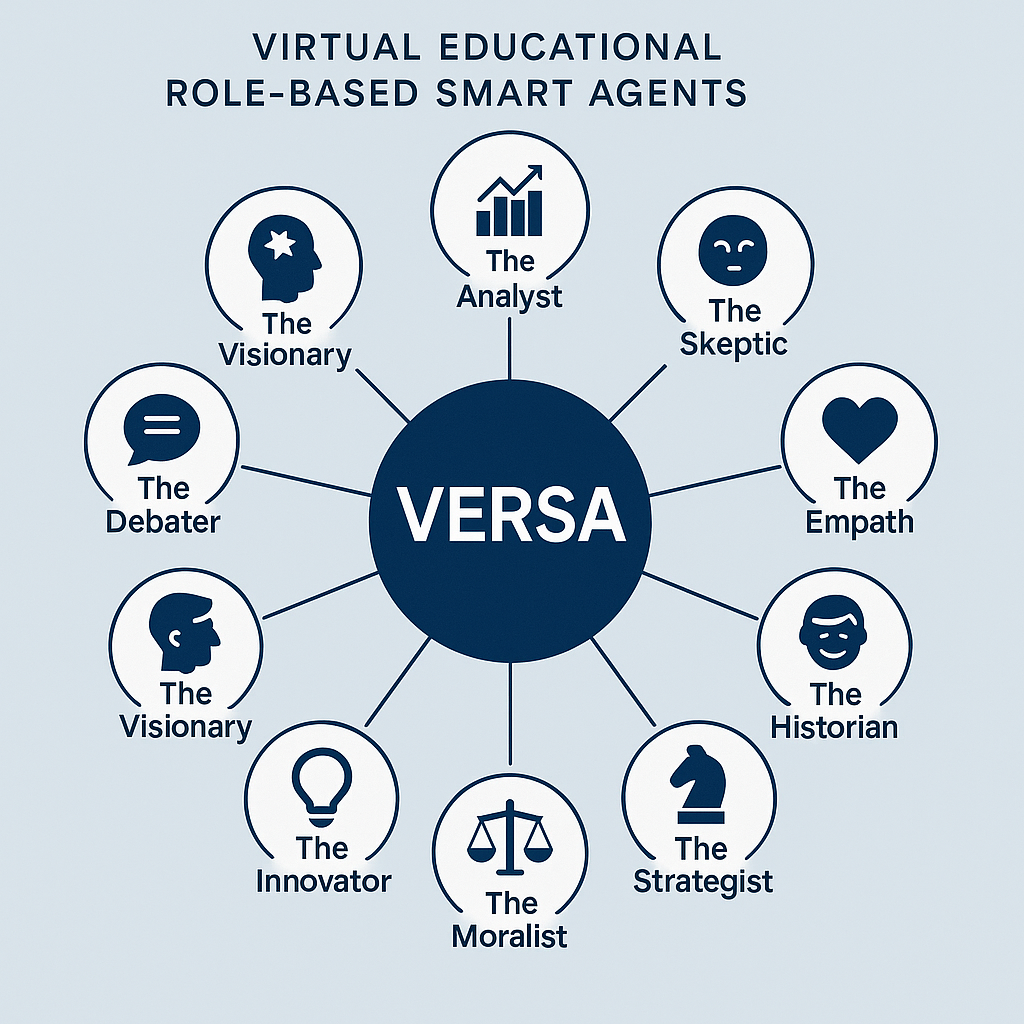 VIRTUAL EDUCATIONAL
ROLE-BASED SMART AGENTS
The
Analyst
The
Visionary
The
Skeptic
The
Debater
The
Empath
VERSA
The
Visionary
The
Historian
The
Innovator
The
Strategist
The
Moralist